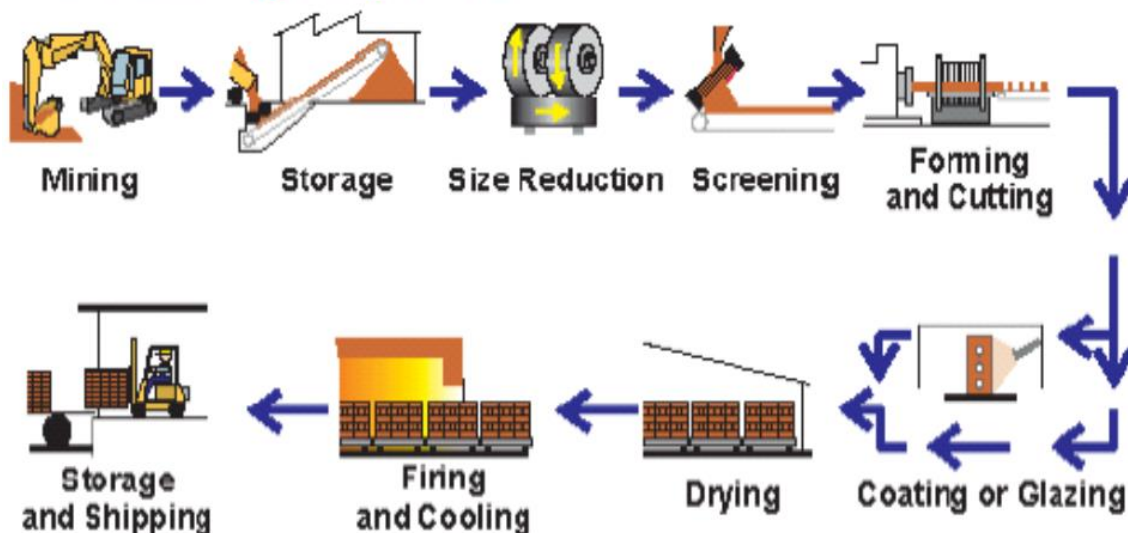 Mining
Storage
Size Reduction
Screening
Forming
and Cutting
Storage
and Shipping
Firing
and Cooling
Drying
Coating or Glazing